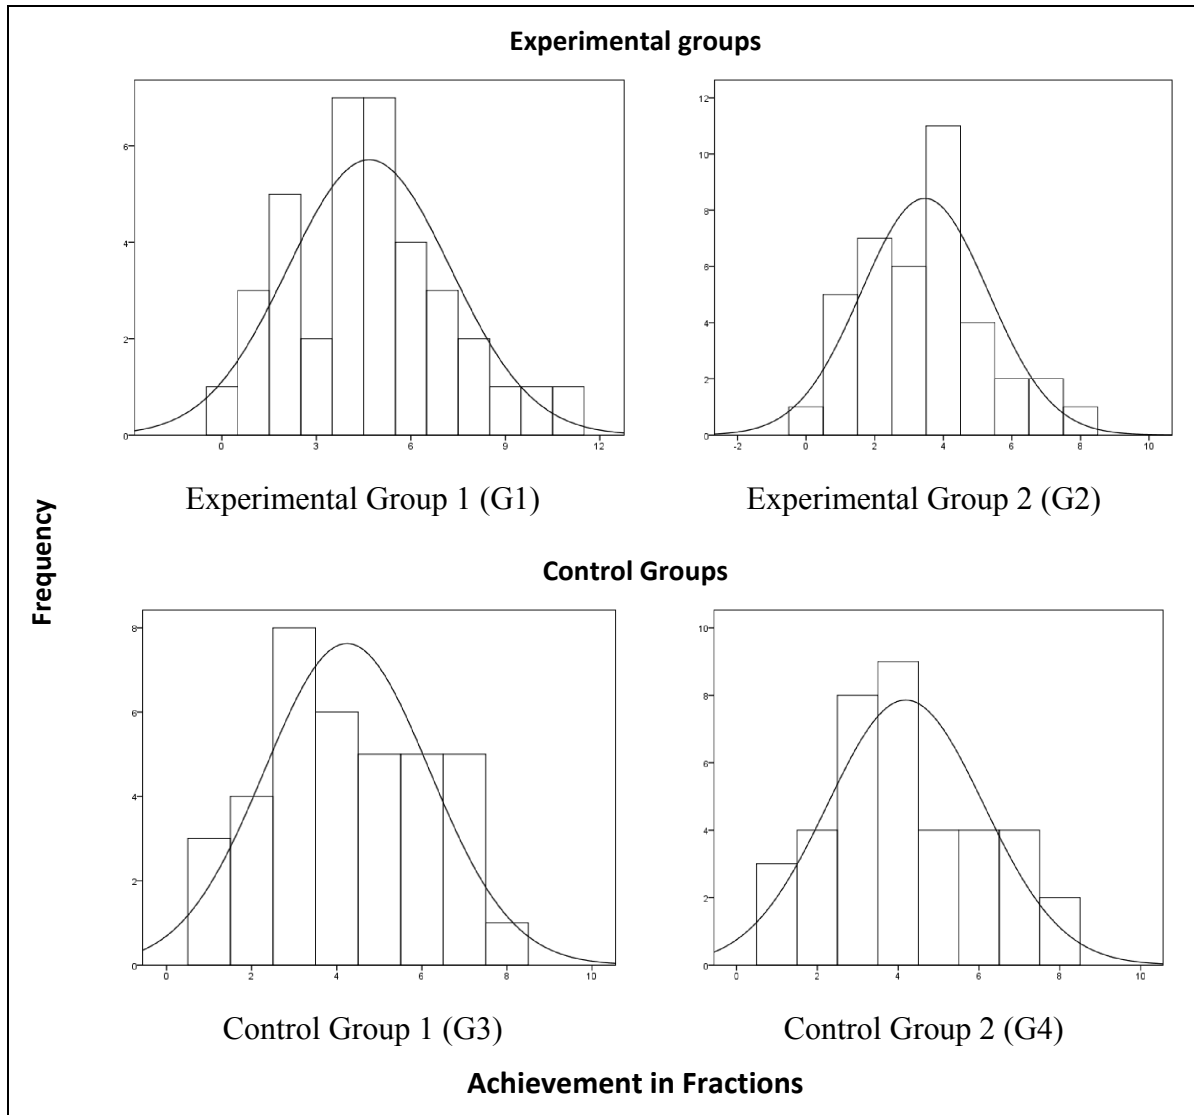 Experimental groups
6
4
2
0
0 3 6 9 12
Experimental Group 1 (G1)
12
10
8
6
4
2
0
-2 0 2 4 6 8 10
Experimental Group 2 (G2)
Frequency
Control Groups
8
6
4
2
0
0 2 4 6 8 10
Control Group 1 (G3)
10
8
6
4
2
0
0 2 4 6 8 10
Control Group 2 (G4)
Achievement in Fractions